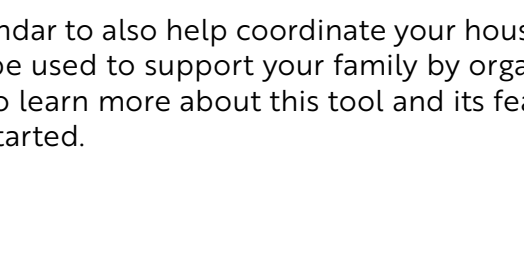 ndar to also help coordinate your hous
be used to support your family by orga
o learn more about this tool and its fea
tarted.